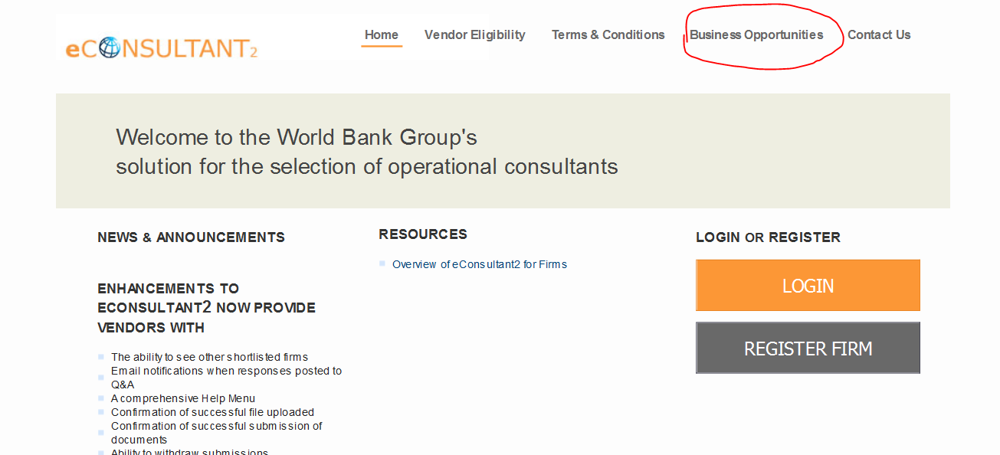 eCONSULTANT2
Home Vendor Eligibility Terms & Conditions Business Opportunities Contact Us
Welcome to the World Bank Group's
solution for the selection of operational consultants
NEWS & ANNOUNCEMENTS
ENHANCEMENTS TO
ECONSULTANT2 NOW PROVIDE
VENDORS WITH
The ability to see other shortlisted firms
Email notifications when responses posted to
Q&A
A comprehensive Help Menu
Confirmation of successful file uploaded
Confirmation of successful submission of
documents
Ability to withdraw submissions
RESOURCES
Overview of eConsultant2 for Firms
LOGIN OR REGISTER
LOGIN
REGISTER FIRM